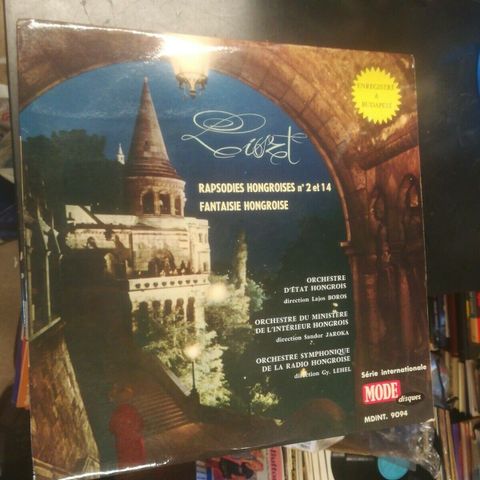 ENREGISTRÉ
A
BUDAPEST
Liszt
RAPSODIES HONGROISES n° 2 et 14
FANTAISIE HONGROISE
ORCHESTRE
D'ÉTAT HONGROIS
direction Lajos BOROS
ORCHESTRE DU MINISTÈRE
DE L'INTÉRIEUR HONGROIS
direction Sandor JAROKA
ORCHESTRE SYMPHONIQUE
DE LA RADIO HONGROISE
direction Gy. LEHEL
Série internationale
MODE disques
MDINT. 9094